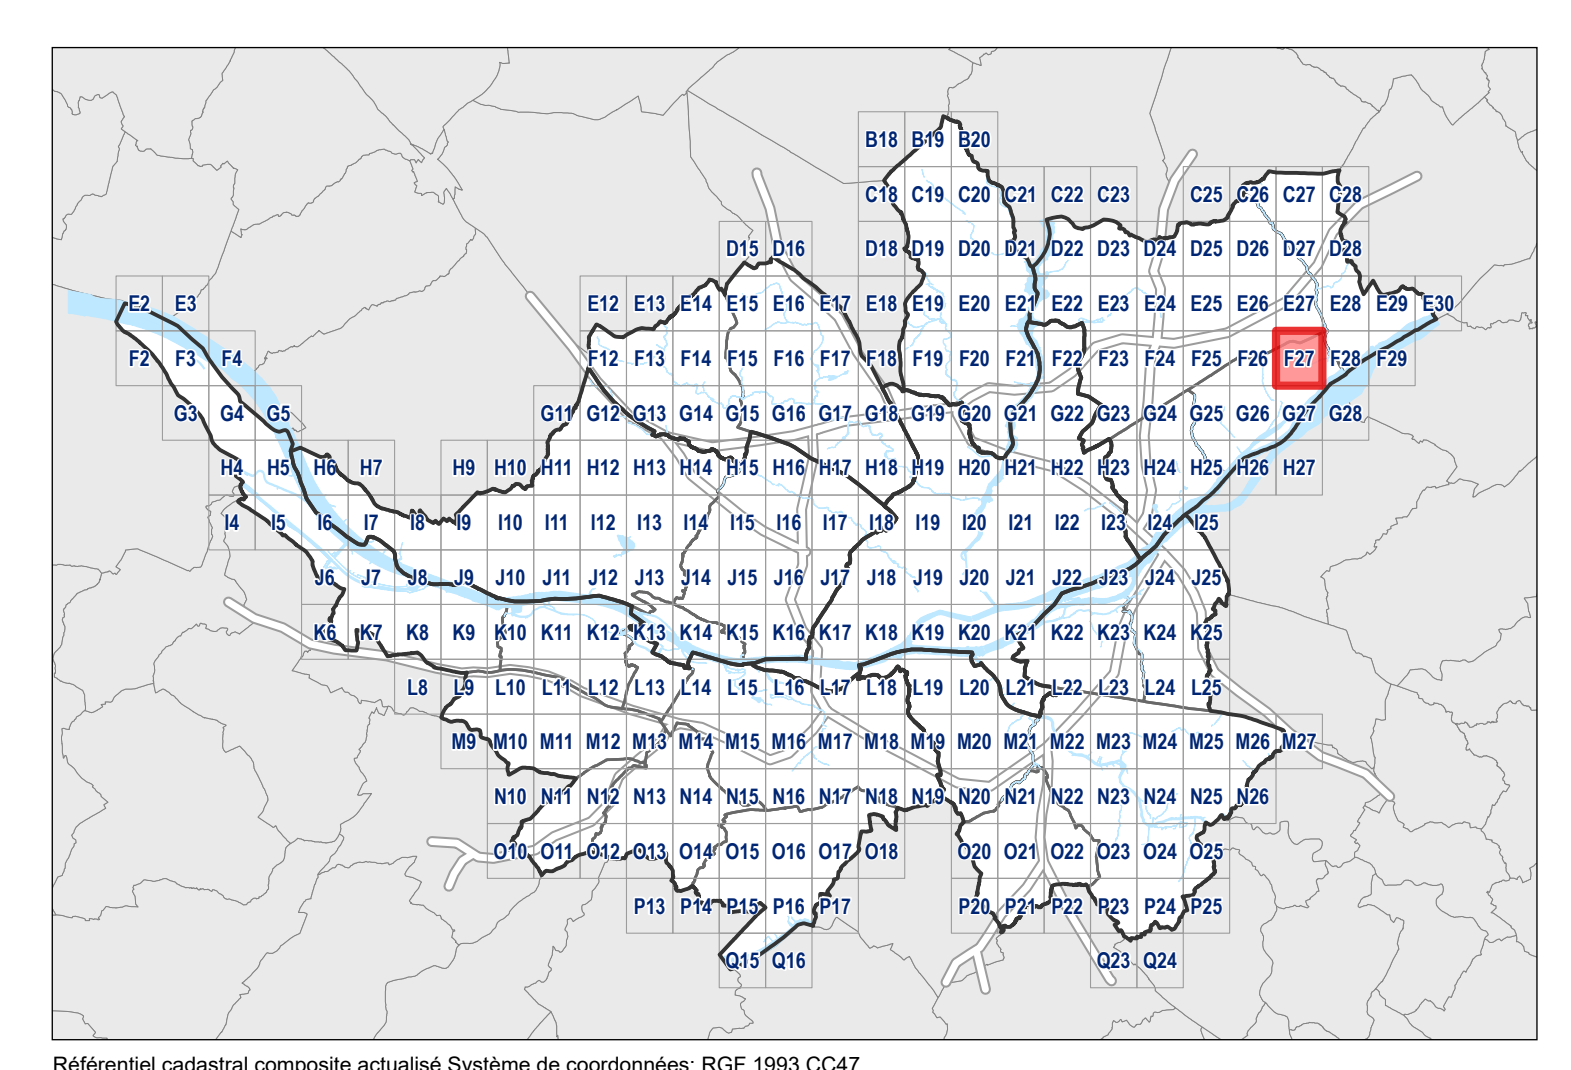 B18 B19 B20
C18 C19 C20 C21 C22 C23 C25 C26 C27 C28
D15 D16 D18 D19 D20 D21 D22 D23 D24 D25 D26 D27 D28
E2 E3 E12 E13 E14 E15 E16 E17 E18 E19 E20 E21 E22 E23 E24 E25 E26 E27 E28 E29 E30
F2 F3 F4 F12 F13 F14 F15 F16 F17 F18 F19 F20 F21 F22 F23 F24 F25 F26 F27 F28 F29
G3 G4 G5 G11 G12 G13 G14 G15 G16 G17 G18 G19 G20 G21 G22 G23 G24 G25 G26 G27 G28
H4 H5 H6 H7 H9 H10 H11 H12 H13 H14 H15 H16 H17 H18 H19 H20 H21 H22 H23 H24 H25 H26 H27
I4 I5 I6 I7 I8 I9 I10 I11 I12 I13 I14 I15 I16 I17 I18 I19 I20 I21 I22 I23 I24 I25
J6 J7 J8 J9 J10 J11 J12 J13 J14 J15 J16 J17 J18 J19 J20 J21 J22 J23 J24 J25
K6 K7 K8 K9 K10 K11 K12 K13 K14 K15 K16 K17 K18 K19 K20 K21 K22 K23 K24 K25
L8 L9 L10 L11 L12 L13 L14 L15 L16 L17 L18 L19 L20 L21 L22 L23 L24 L25
M9 M10 M11 M12 M13 M14 M15 M16 M17 M18 M19 M20 M21 M22 M23 M24 M25 M26 M27
N10 N11 N12 N13 N14 N15 N16 N17 N18 N19 N20 N21 N22 N23 N24 N25 N26
O10 O11 O12 O13 O14 O15 O16 O17 O18 O20 O21 O22 O23 O24 O25
P13 P14 P15 P16 P17 P20 P21 P22 P23 P24 P25
Q15 Q16 Q23 Q24
Référentiel cadastral composite actualisé Système de coordonnées: RGF 1993 CC47